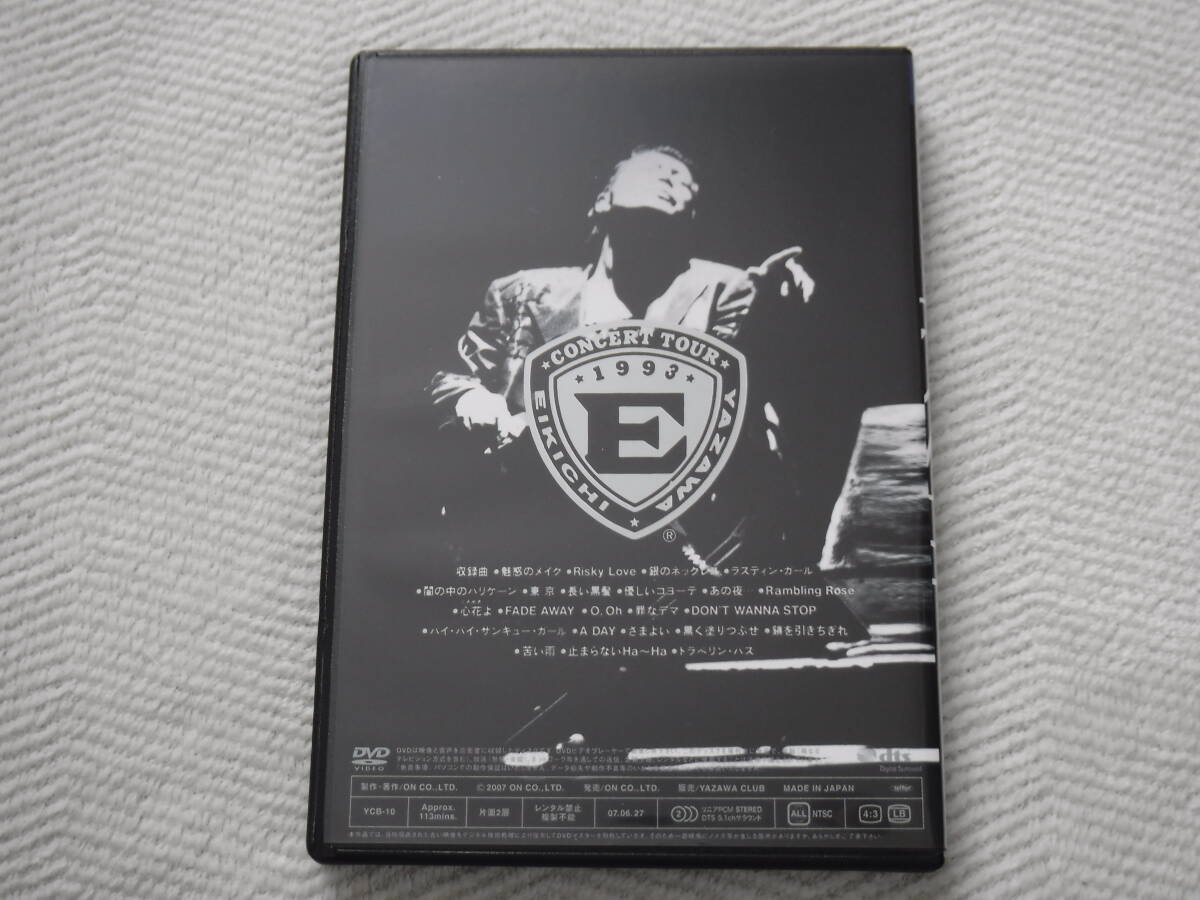 ★CONCERT TOUR★
★1993★
E
EIKICHI ★ YAZAWA
®
収録曲 ●魅惑のメイク ●Risky Love ●銀のネックレス ●ラスティン・ガール
●闇の中のハリケーン ●東京 ●長い黒髪 ●優しいコヨーテ ●あの夜… ●Rambling Rose
●心花よ ●FADE AWAY ●O, Oh ●罪なデマ ●DON'T WANNA STOP
●ハイ・ハイ・サンキュー・ガール ●A DAY ●さまよい ●黒く塗りつぶせ ●鎖を引きちぎれ
●苦い雨 ●止まらないHa〜Ha ●トラベリン・バス
DVD
VIDEO
dts
Digital Surround
製作・著作/ON CO.,LTD. ©2007 ON CO.,LTD. 発売/ON CO.,LTD. 販売/YAZAWA CLUB MADE IN JAPAN
YCB-10 Approx. 113mins. 片面2層 レンタル禁止 複製不能 07.06.27 2 リニアPCM STEREO DTS 5.1chサラウンド ALL NTSC 4:3 LB